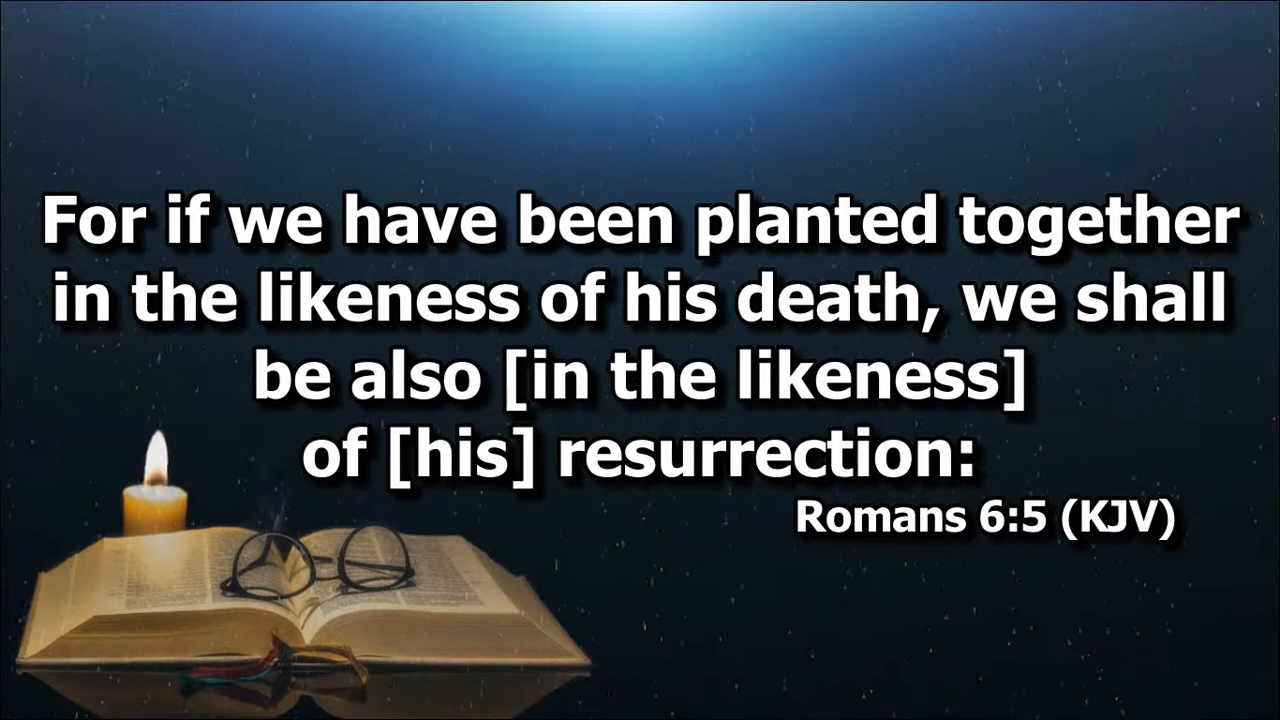 For if we have been planted together
in the likeness of his death, we shall
be also [in the likeness]
of [his] resurrection:
Romans 6:5 (KJV)